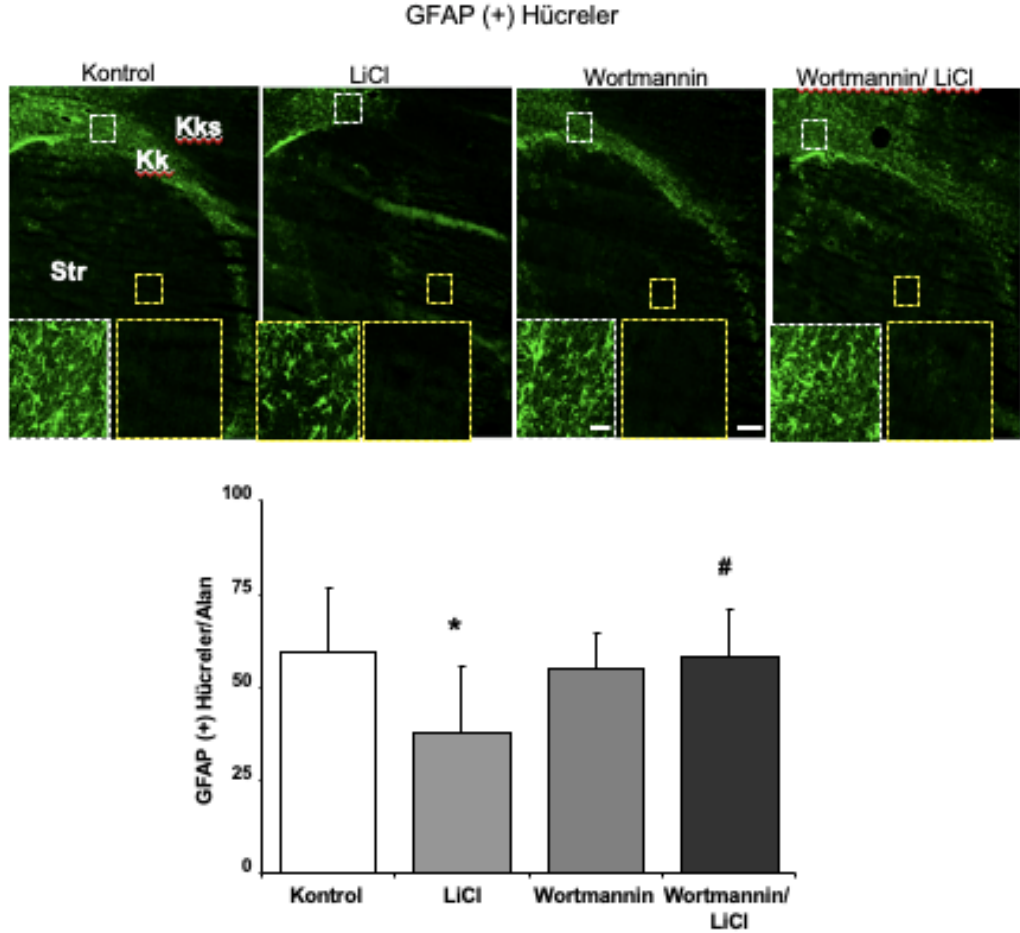 GFAP (+) Hücreler
Kontrol
LiCl
Wortmannin
Wortmannin/ LiCl
Kks
Kk
Str
GFAP (+) Hücreler/Alan
100
75
50
25
0
*
#
Kontrol
LiCl
Wortmannin
Wortmannin/
LiCl